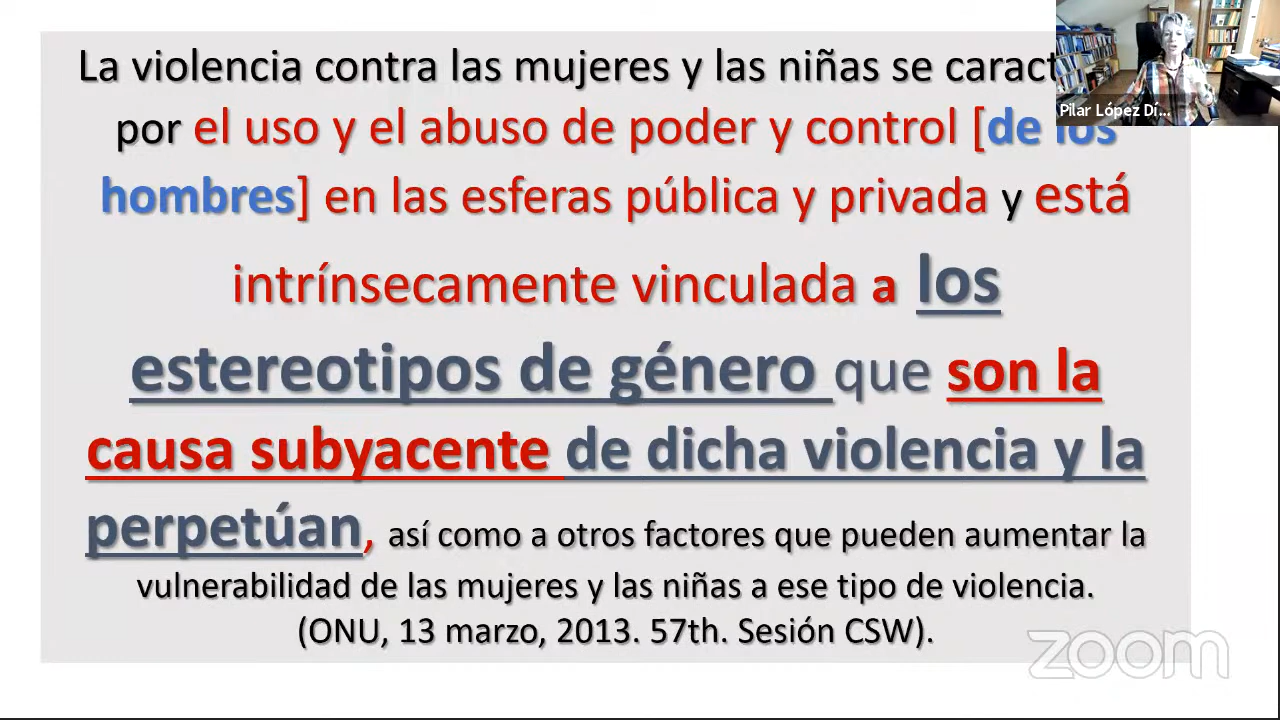 La violencia contra las mujeres y las niñas se caract
por el uso y el abuso de poder y control [de los
hombres] en las esferas pública y privada y está
intrínsecamente vinculada a los
estereotipos de género que son la
causa subyacente de dicha violencia y la
perpetúan, así como a otros factores que pueden aumentar la
vulnerabilidad de las mujeres y las niñas a ese tipo de violencia.
(ONU, 13 marzo, 2013. 57th. Sesión CSW).
Pilar López Dí...
zoom